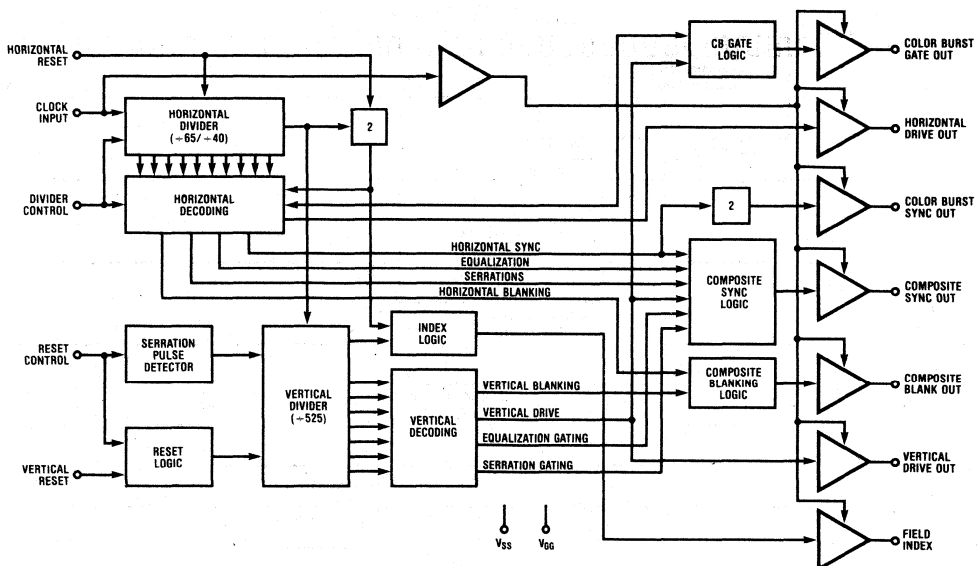 HORIZONTAL
RESET
CLOCK
INPUT
DIVIDER
CONTROL
HORIZONTAL
DIVIDER
(÷65/÷40)
2
HORIZONTAL
DECODING
CB GATE
LOGIC
COLOR BURST
GATE OUT
HORIZONTAL
DRIVE OUT
2
COLOR BURST
SYNC OUT
HORIZONTAL SYNC
EQUALIZATION
SERRATIONS
HORIZONTAL BLANKING
COMPOSITE
SYNC
LOGIC
COMPOSITE
SYNC OUT
RESET
CONTROL
SERRATION
PULSE
DETECTOR
INDEX
LOGIC
VERTICAL
DIVIDER
(÷525)
VERTICAL
DECODING
VERTICAL BLANKING
VERTICAL DRIVE
EQUALIZATION GATING
SERRATION GATING
COMPOSITE
BLANKING
LOGIC
COMPOSITE
BLANK OUT
RESET
LOGIC
VERTICAL
RESET
VERTICAL
DRIVE OUT
VSS
VGG
FIELD
INDEX